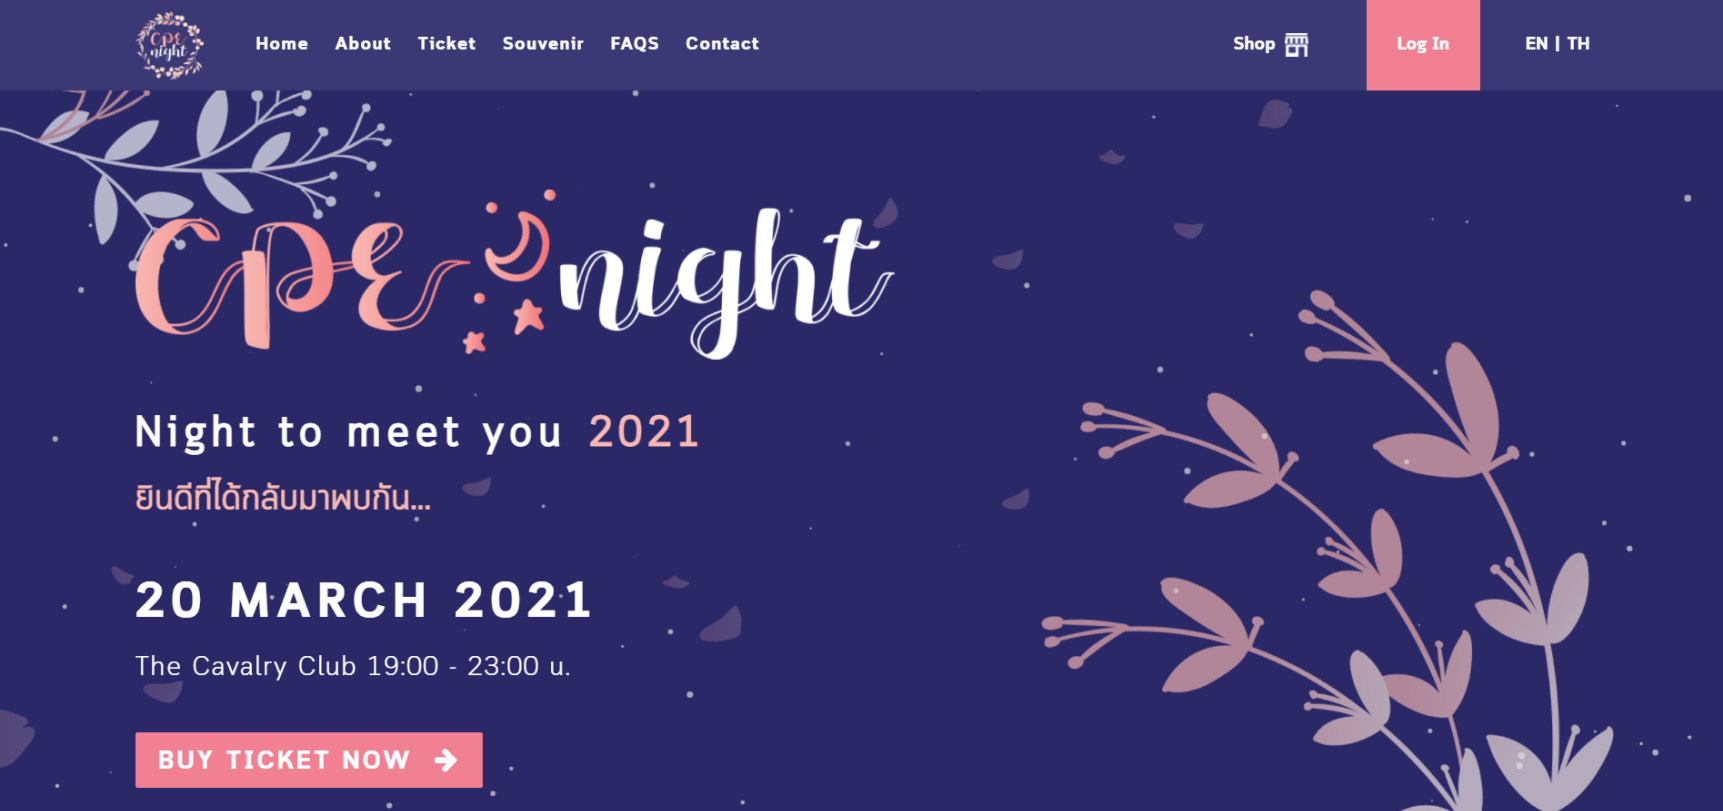 CPE night
Home About Ticket Souvenir FAQS Contact Shop Log In EN | TH
CPE night
Night to meet you 2021
ยินดีที่ได้กลับมาพบกัน...
20 MARCH 2021
The Cavalry Club 19:00 - 23:00 น.
BUY TICKET NOW